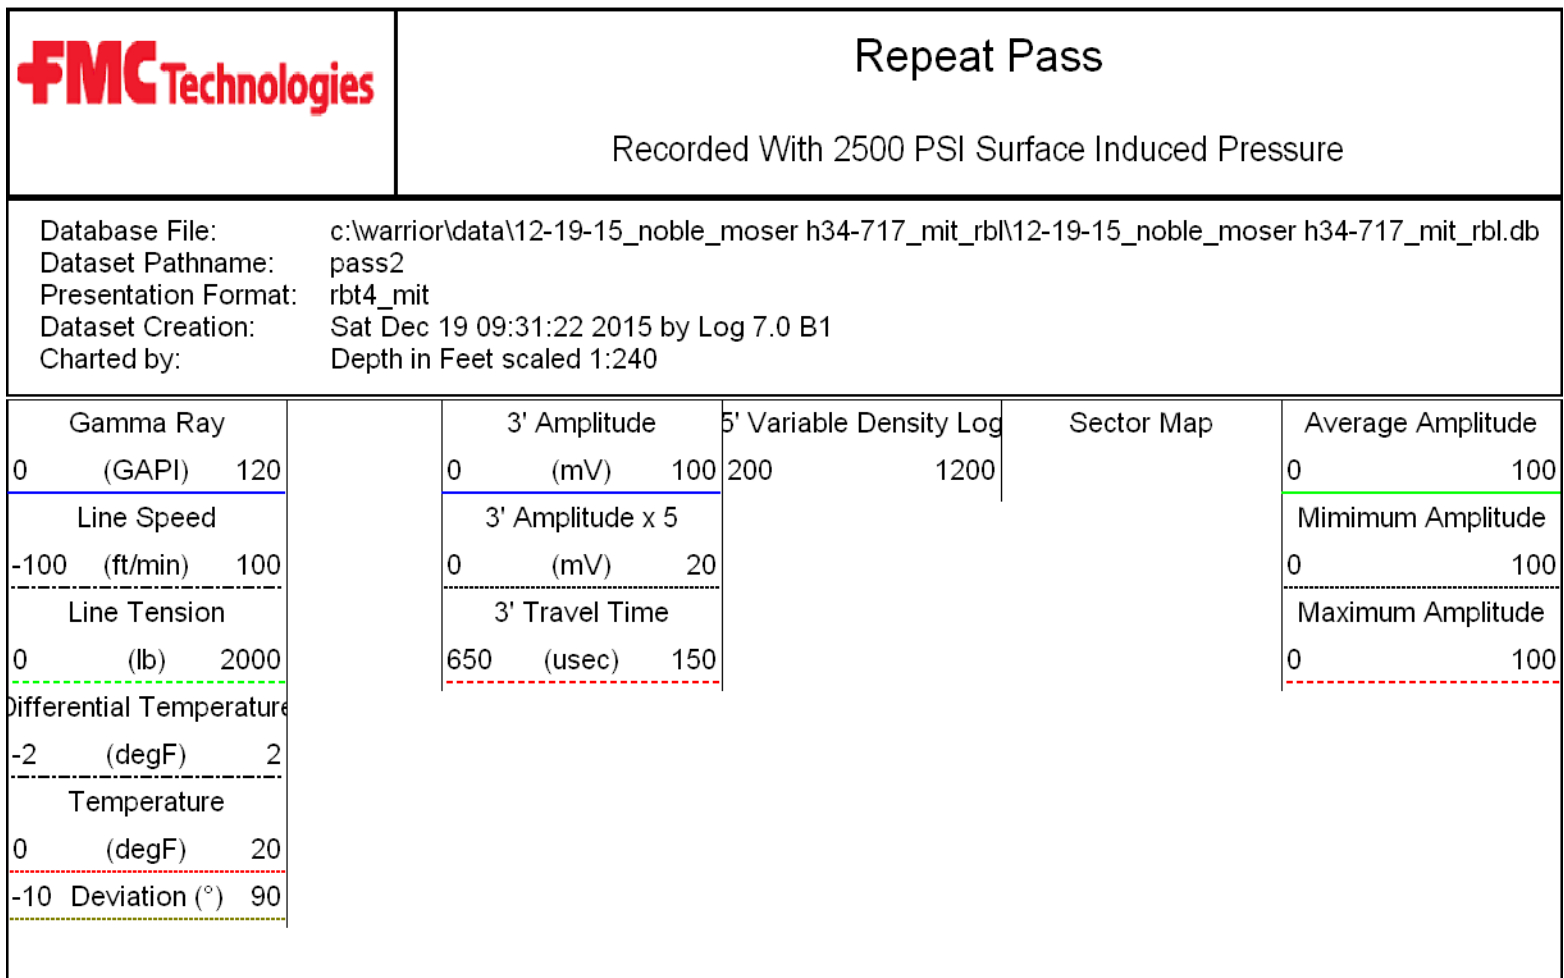 FMC Technologies
Repeat Pass
Recorded With 2500 PSI Surface Induced Pressure
Database File: c:\warrior\data\12-19-15_noble_moser h34-717_mit_rbl\12-19-15_noble_moser h34-717_mit_rbl.db
Dataset Pathname: pass2
Presentation Format: rbt4_mit
Dataset Creation: Sat Dec 19 09:31:22 2015 by Log 7.0 B1
Charted by: Depth in Feet scaled 1:240
Gamma Ray
0 (GAPI) 120
Line Speed
-100 (ft/min) 100
Line Tension
0 (lb) 2000
Differential Temperature
-2 (degF) 2
Temperature
0 (degF) 20
-10 Deviation (°) 90
3' Amplitude
0 (mV) 100
3' Amplitude x 5
0 (mV) 20
3' Travel Time
650 (usec) 150
5' Variable Density Log
200 1200
Sector Map
Average Amplitude
0 100
Mimimum Amplitude
0 100
Maximum Amplitude
0 100